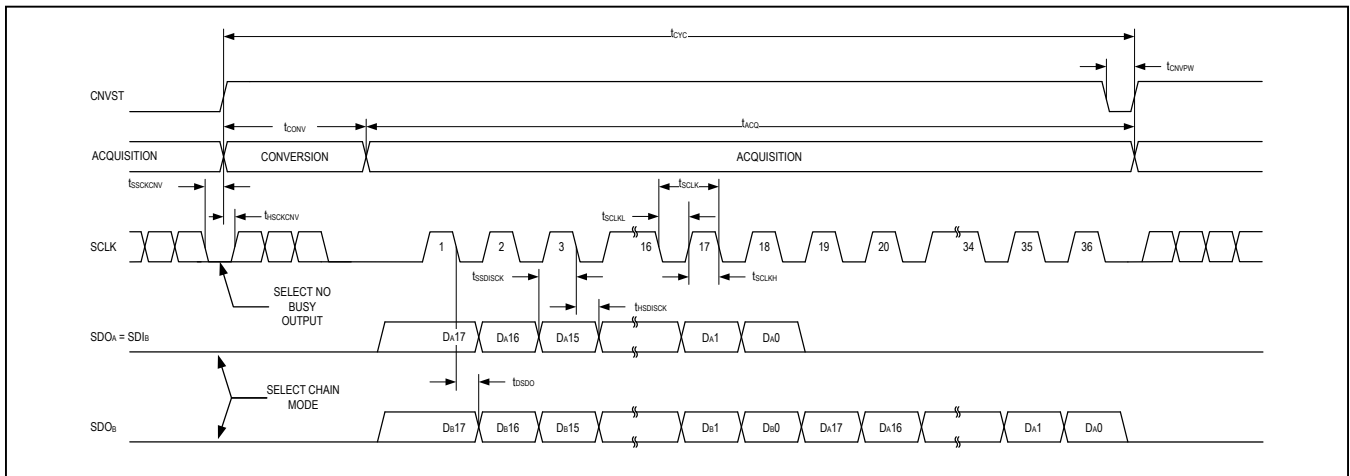 tCYC
tCNVPW
CNVST
tCONV
tACQ
ACQUISITION CONVERSION ACQUISITION
tSSCKCNV
tHSCKCNV
tSCLK
tSCLKL
SCLK 1 2 3 16 17 18 19 20 34 35 36
tSSDISCK
tSCLKH
SELECT NO
BUSY
OUTPUT
tHSDISCK
SDOA = SDIB DA17 DA16 DA15 DA1 DA0
SELECT CHAIN
MODE
tDSDO
SDOB DB17 DB16 DB15 DB1 DB0 DA17 DA16 DA1 DA0